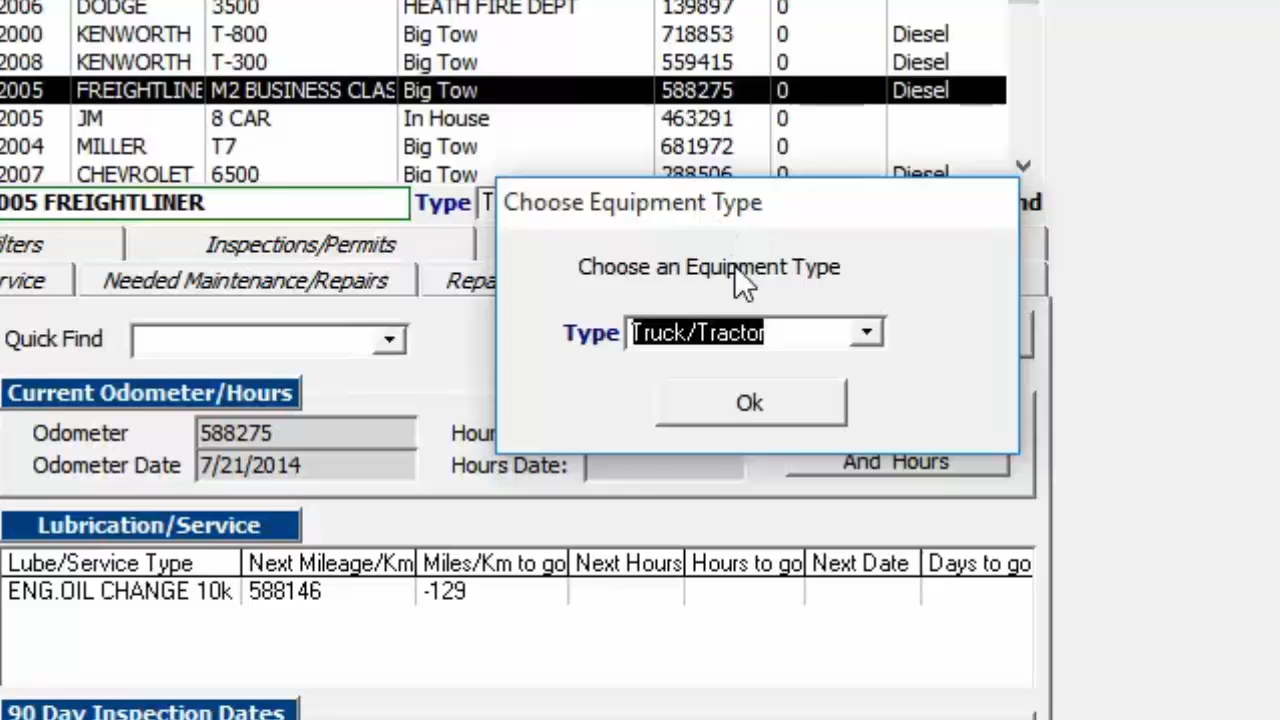 2006 DODGE 3500 HEATH FIRE DEPT 139897 0
2000 KENWORTH T-800 Big Tow 718853 0 Diesel
2008 KENWORTH T-300 Big Tow 559415 0 Diesel
2005 FREIGHTLINE M2 BUSINESS CLAS Big Tow 588275 0 Diesel
2005 JM 8 CAR In House 463291 0
2004 MILLER T7 Big Tow 681972 0
2007 CHEVROLET 6500 Big Tow 288506 0 Diesel
005 FREIGHTLINER Type T nd
Choose Equipment Type
ilters Inspections/Permits
Choose an Equipment Type
rvice Needed Maintenance/Repairs Repa
Quick Find
Type Truck/Tractor
Current Odometer/Hours
Ok
Odometer 588275 Hour
Odometer Date 7/21/2014 Hours Date: And Hours
Lubrication/Service
Lube/Service Type Next Mileage/Km Miles/Km to go Next Hours Hours to go Next Date Days to go
ENG.OIL CHANGE 10k 588146 -129
90 Day Inspection Dates